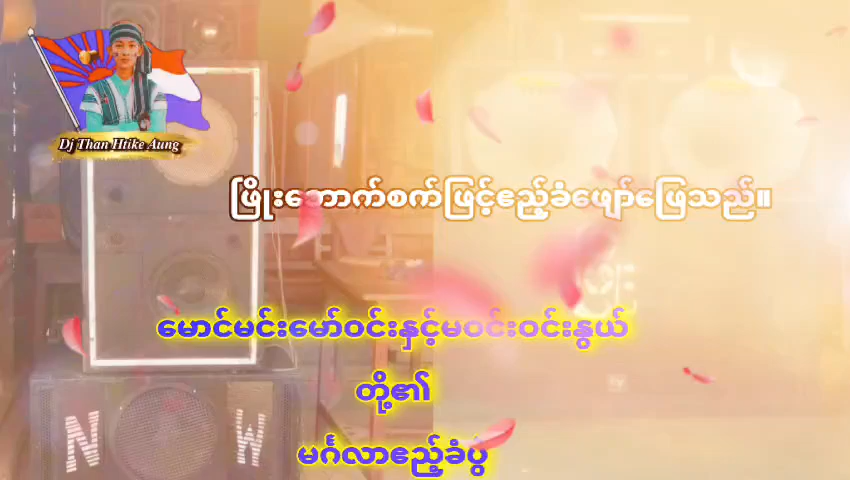 Dj Than Htike Aung
ဖြိုးအောက်စက်ဖြင့်ဧည့်ခံဖျော်ဖြေသည်။
မောင်မင်းမော်ဝင်းနှင့်မဝင်းဝင်းနွယ်
တို့၏
မင်္ဂလာဧည့်ခံပွဲ
N W